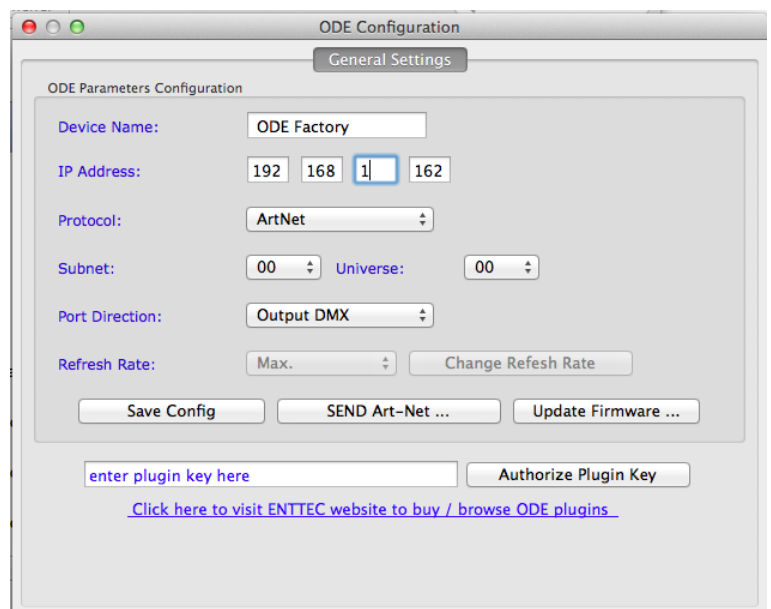 ODE Configuration
General Settings
ODE Parameters Configuration
Device Name: ODE Factory
IP Address: 192 168 1 162
Protocol: ArtNet
Subnet: 00 Universe: 00
Port Direction: Output DMX
Refresh Rate: Max. Change Refesh Rate
Save Config SEND Art-Net ... Update Firmware ...
enter plugin key here Authorize Plugin Key
Click here to visit ENTTEC website to buy / browse ODE plugins